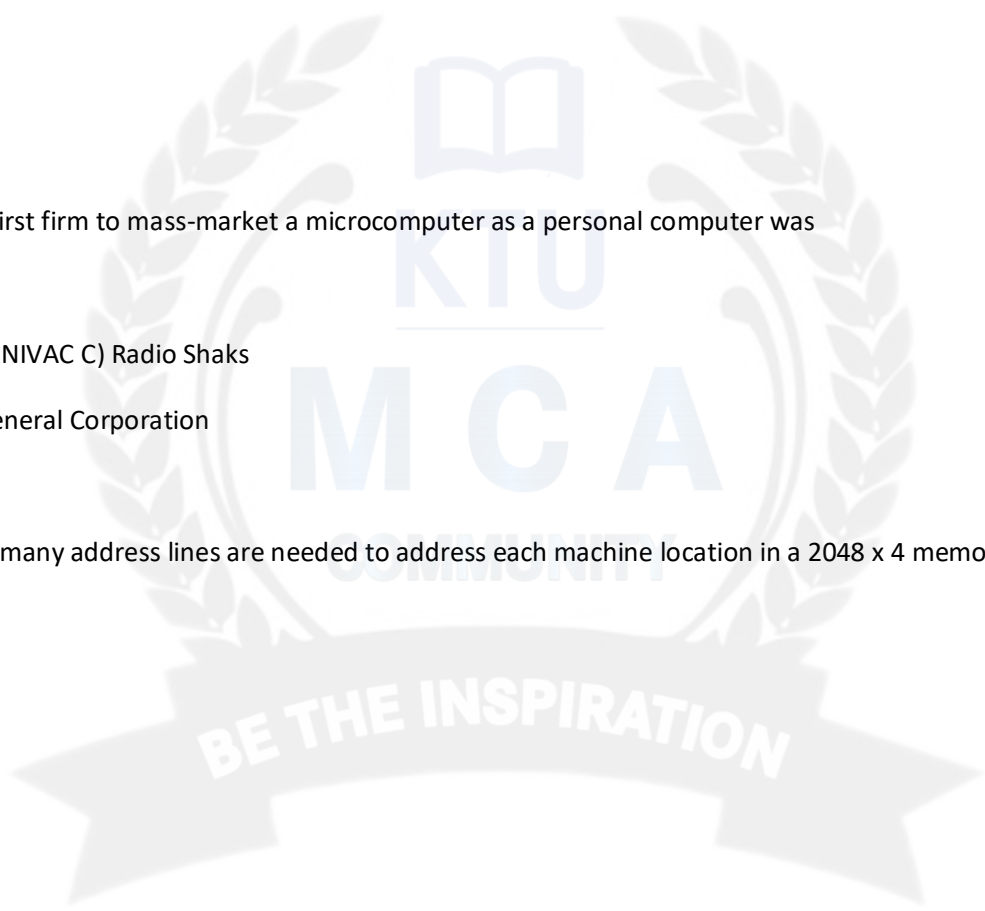 irst firm to mass-market a microcomputer as a personal computer was
KTU
NIVAC C) Radio Shaks
MCA
eneral Corporation
many address lines are needed to address each machine location in a 2048 x 4 memo
COMMUNITY
BE THE INSPIRATION